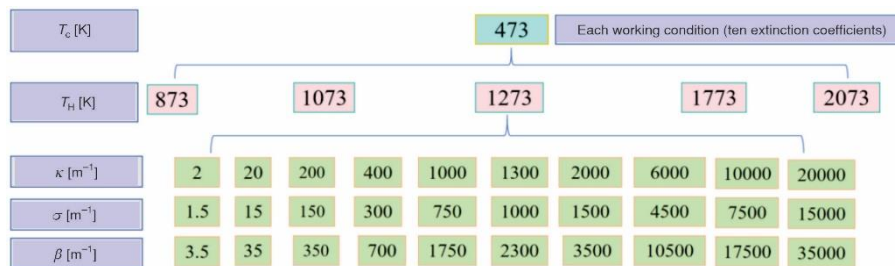 T_c [K] 473 Each working condition (ten extinction coefficients)
T_H [K] 873 1073 1273 1773 2073
κ [m⁻¹] 2 20 200 400 1000 1300 2000 6000 10000 20000
σ [m⁻¹] 1.5 15 150 300 750 1000 1500 4500 7500 15000
β [m⁻¹] 3.5 35 350 700 1750 2300 3500 10500 17500 35000